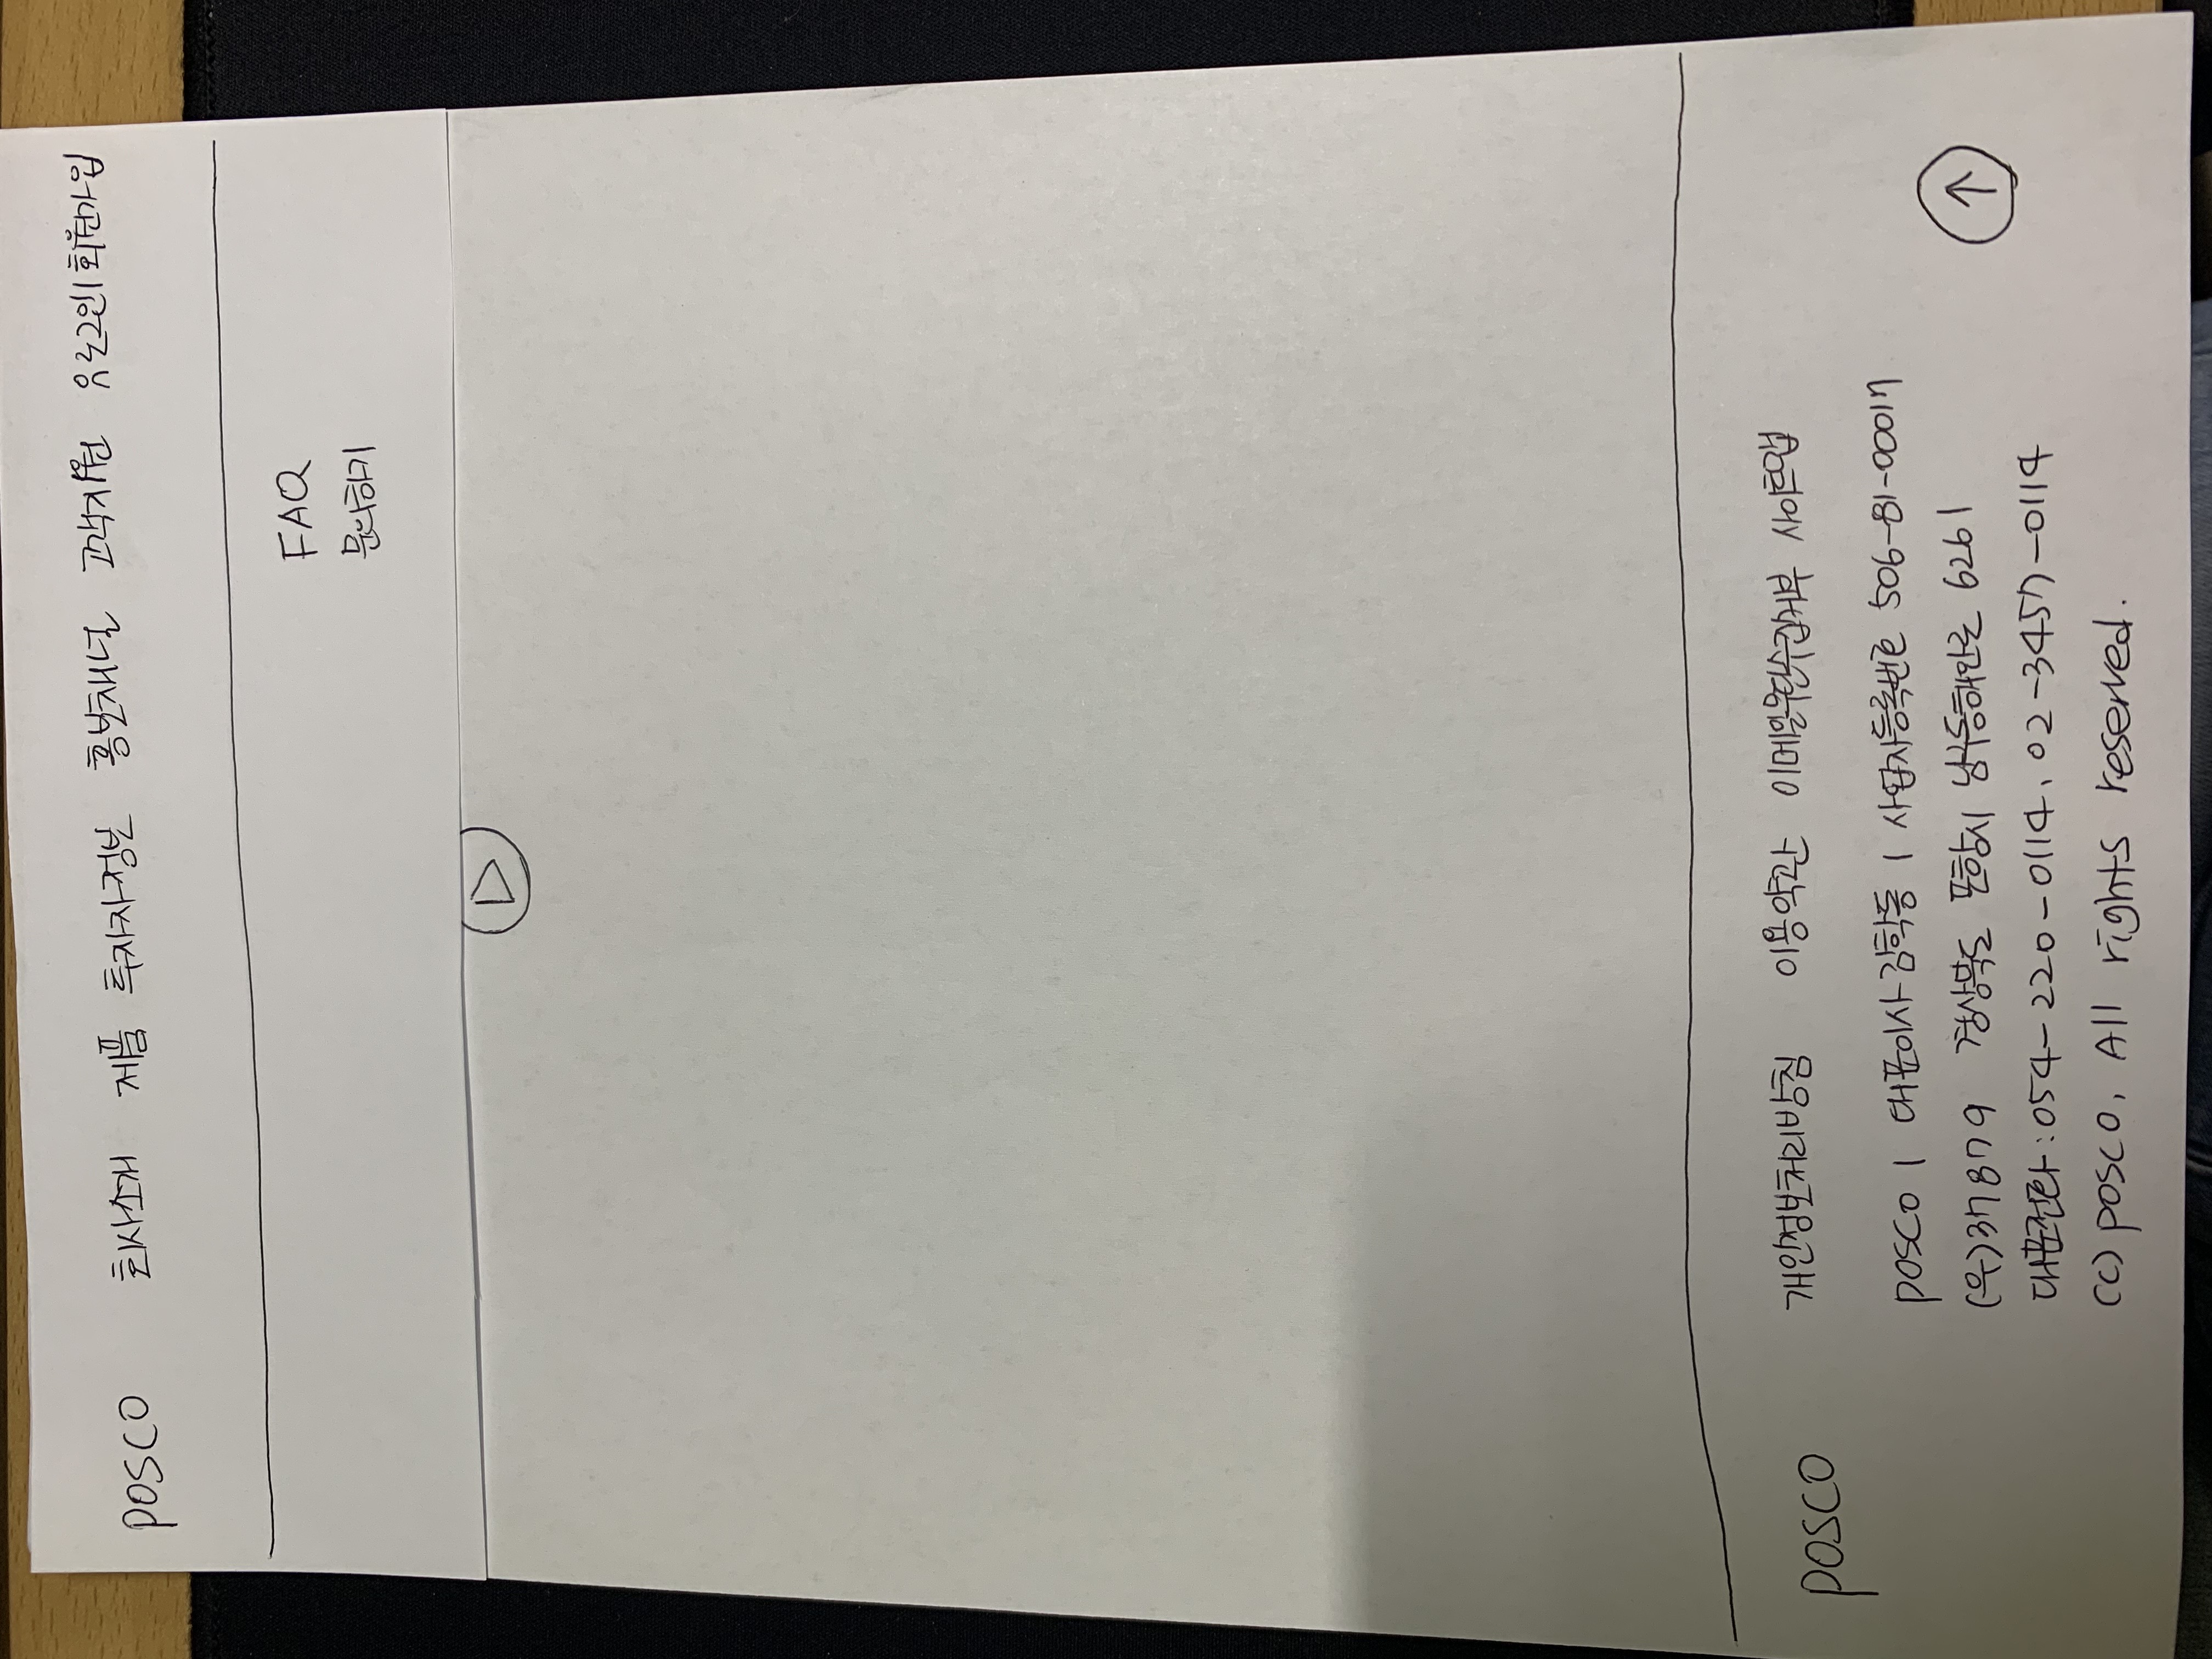 POSCO 회사소개 제품 투자자정보 홍보채널 고객지원 로그인 | 회원가입
FAQ
문의하기
POSCO 개인정보처리방침 이용약관 이메일무단수집거부 사이트맵
POSCO | 대표이사 김학동 | 사업자등록번호 506-81-00017
(우)37879 경상북도 포항시 남구동해안로 6261
대표전화 : 054-220-0114, 02-3457-0114
(C) POSCO, All rights reserved.